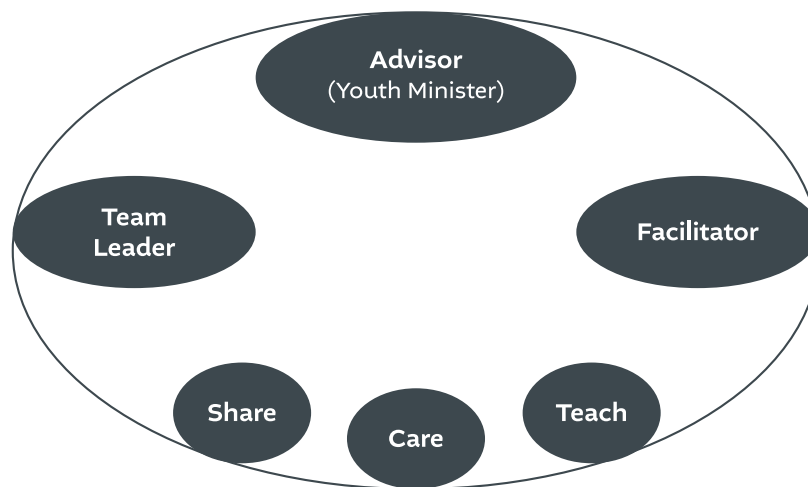 Advisor
(Youth Minister)
Team
Leader
Facilitator
Share
Care
Teach